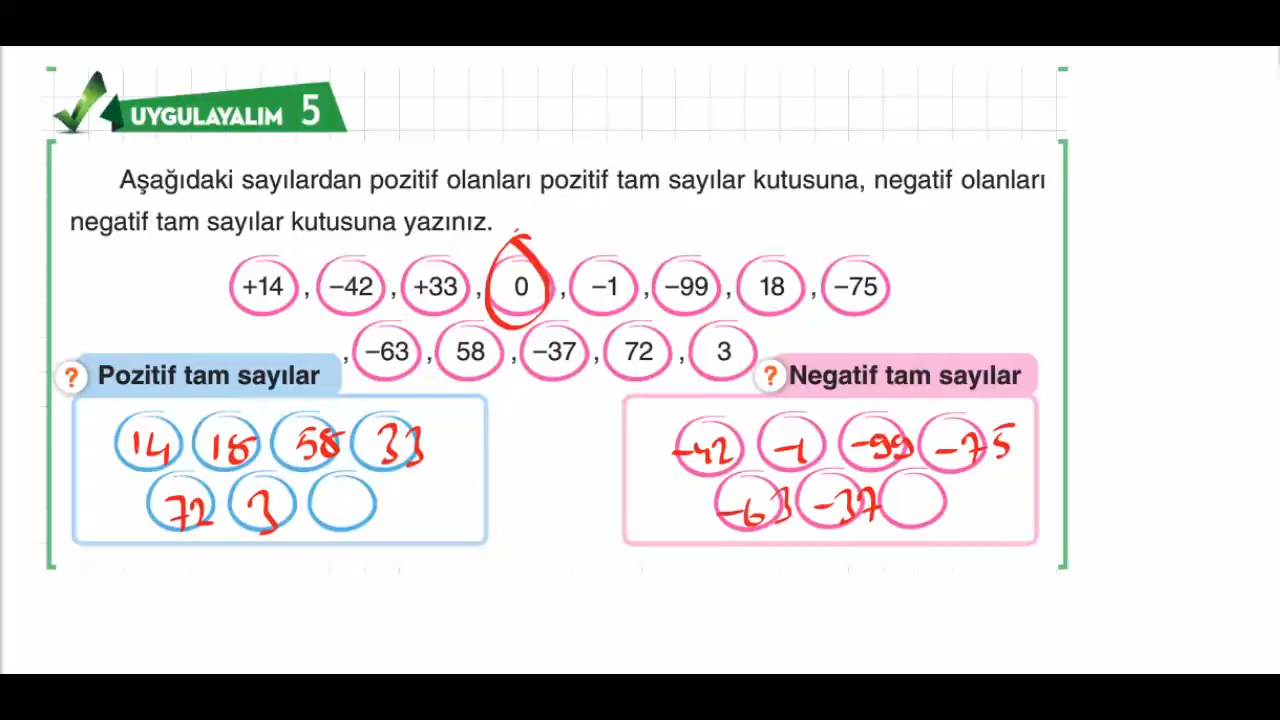 UYGULAYALIM 5
Aşağıdaki sayılardan pozitif olanları pozitif tam sayılar kutusuna, negatif olanları
negatif tam sayılar kutusuna yazınız.
+14 , −42 , +33 , 0 , −1 , −99 , 18 , −75
, −63 , 58 , −37 , 72 , 3
? Pozitif tam sayılar
14 18 58 33
72 3
? Negatif tam sayılar
-42 -1 -99 -75
-63 -37